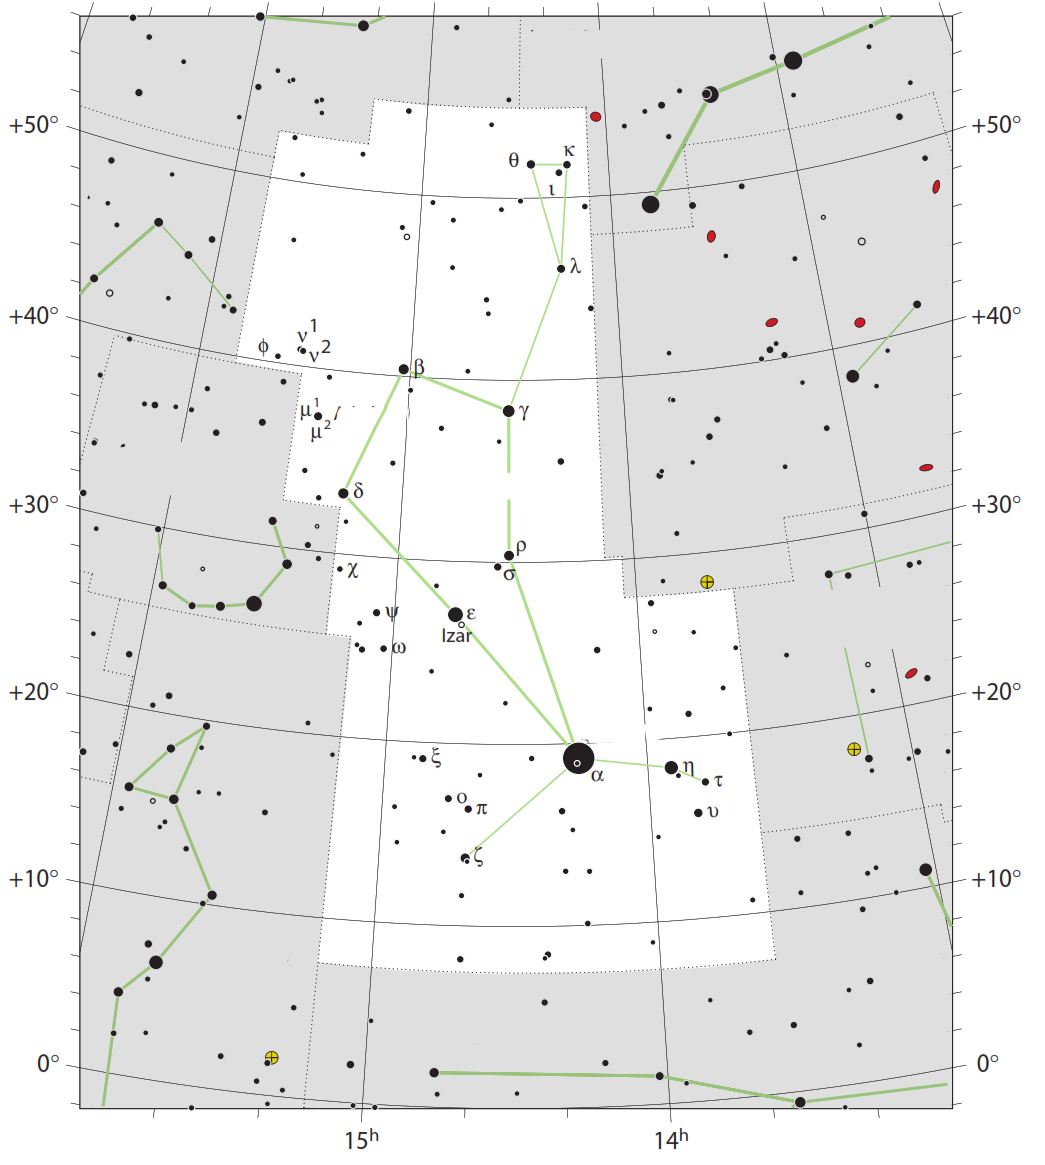 +50° +50°
θ κ
ι
λ
+40° +40°
ν1
ϕ ν2
β
μ1 γ
μ2
δ
+30° +30°
ρ
χ σ
ψ ε
Izar
ω
+20° +20°
ξ α η τ
ο π υ
ζ
+10° +10°
0° 0°
15h 14h